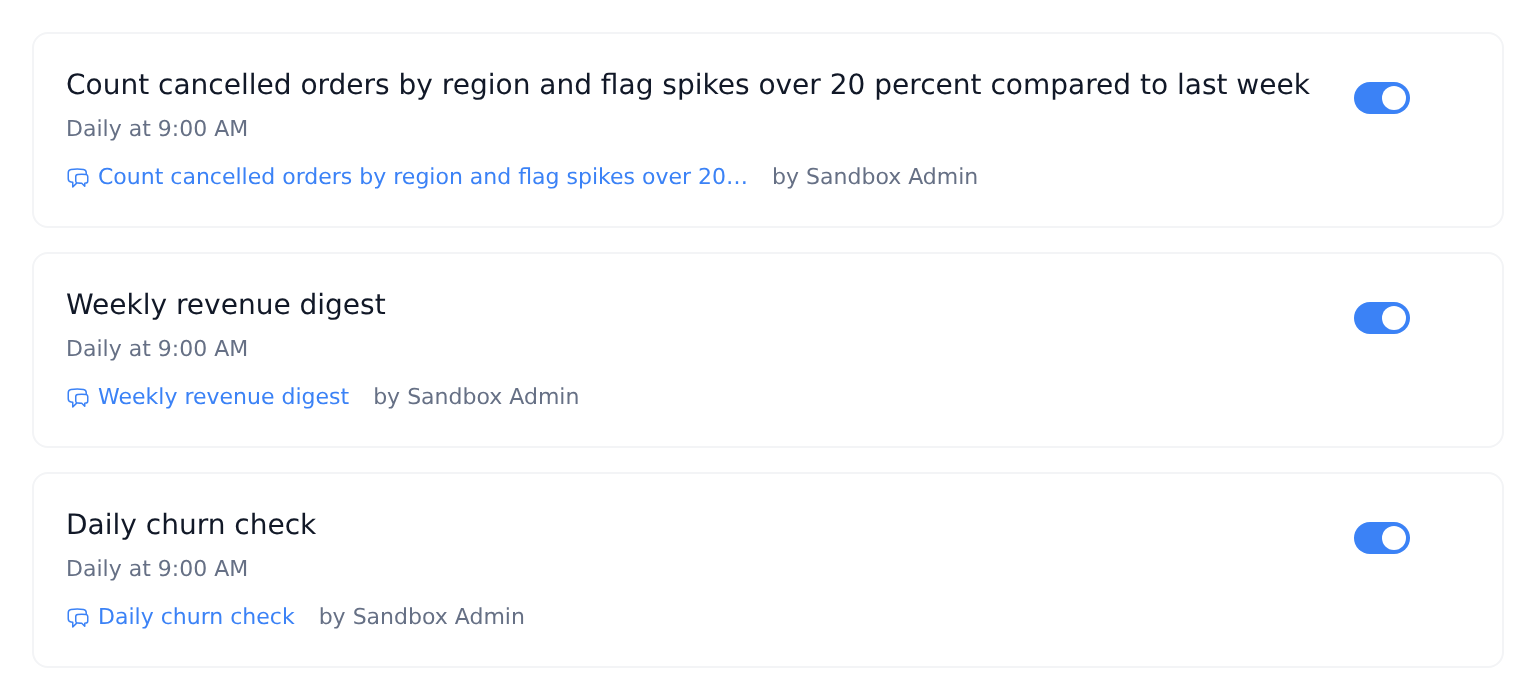 Count cancelled orders by region and flag spikes over 20 percent compared to last week
Daily at 9:00 AM
Count cancelled orders by region and flag spikes over 20... by Sandbox Admin
Weekly revenue digest
Daily at 9:00 AM
Weekly revenue digest by Sandbox Admin
Daily churn check
Daily at 9:00 AM
Daily churn check by Sandbox Admin